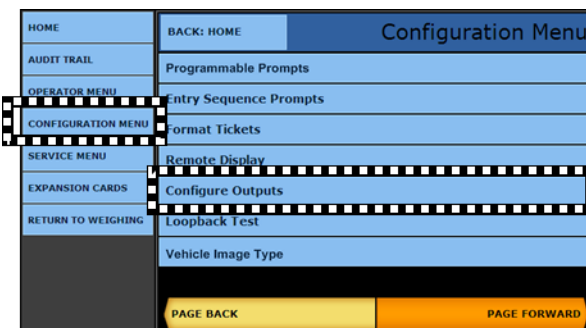 HOME
AUDIT TRAIL
OPERATOR MENU
CONFIGURATION MENU
SERVICE MENU
EXPANSION CARDS
RETURN TO WEIGHING
BACK: HOME
Configuration Menu
Programmable Prompts
Entry Sequence Prompts
Format Tickets
Remote Display
Configure Outputs
Loopback Test
Vehicle Image Type
PAGE BACK
PAGE FORWARD